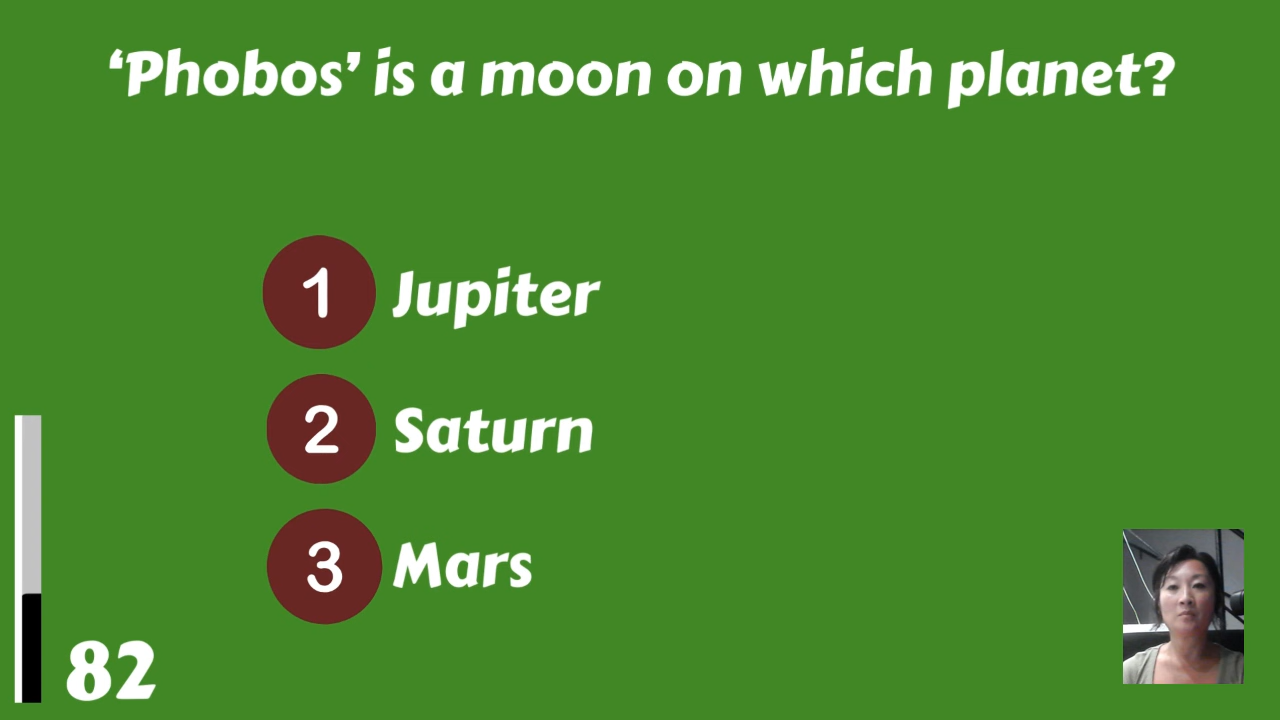 ‘Phobos’ is a moon on which planet?
1 Jupiter
2 Saturn
3 Mars
82